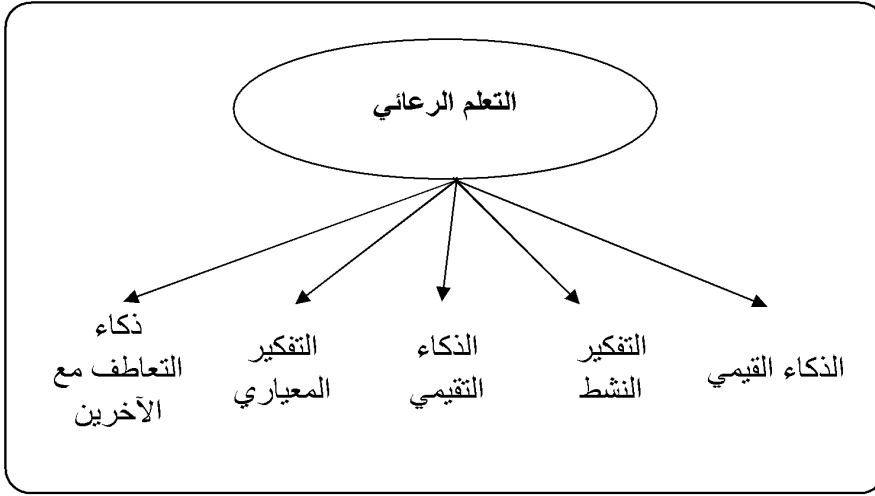 التعلم الرعائي
الذكاء القيمي
التفكير
النشط
الذكاء
التقيمي
التفكير
المعياري
ذكاء
التعاطف مع
الآخرين